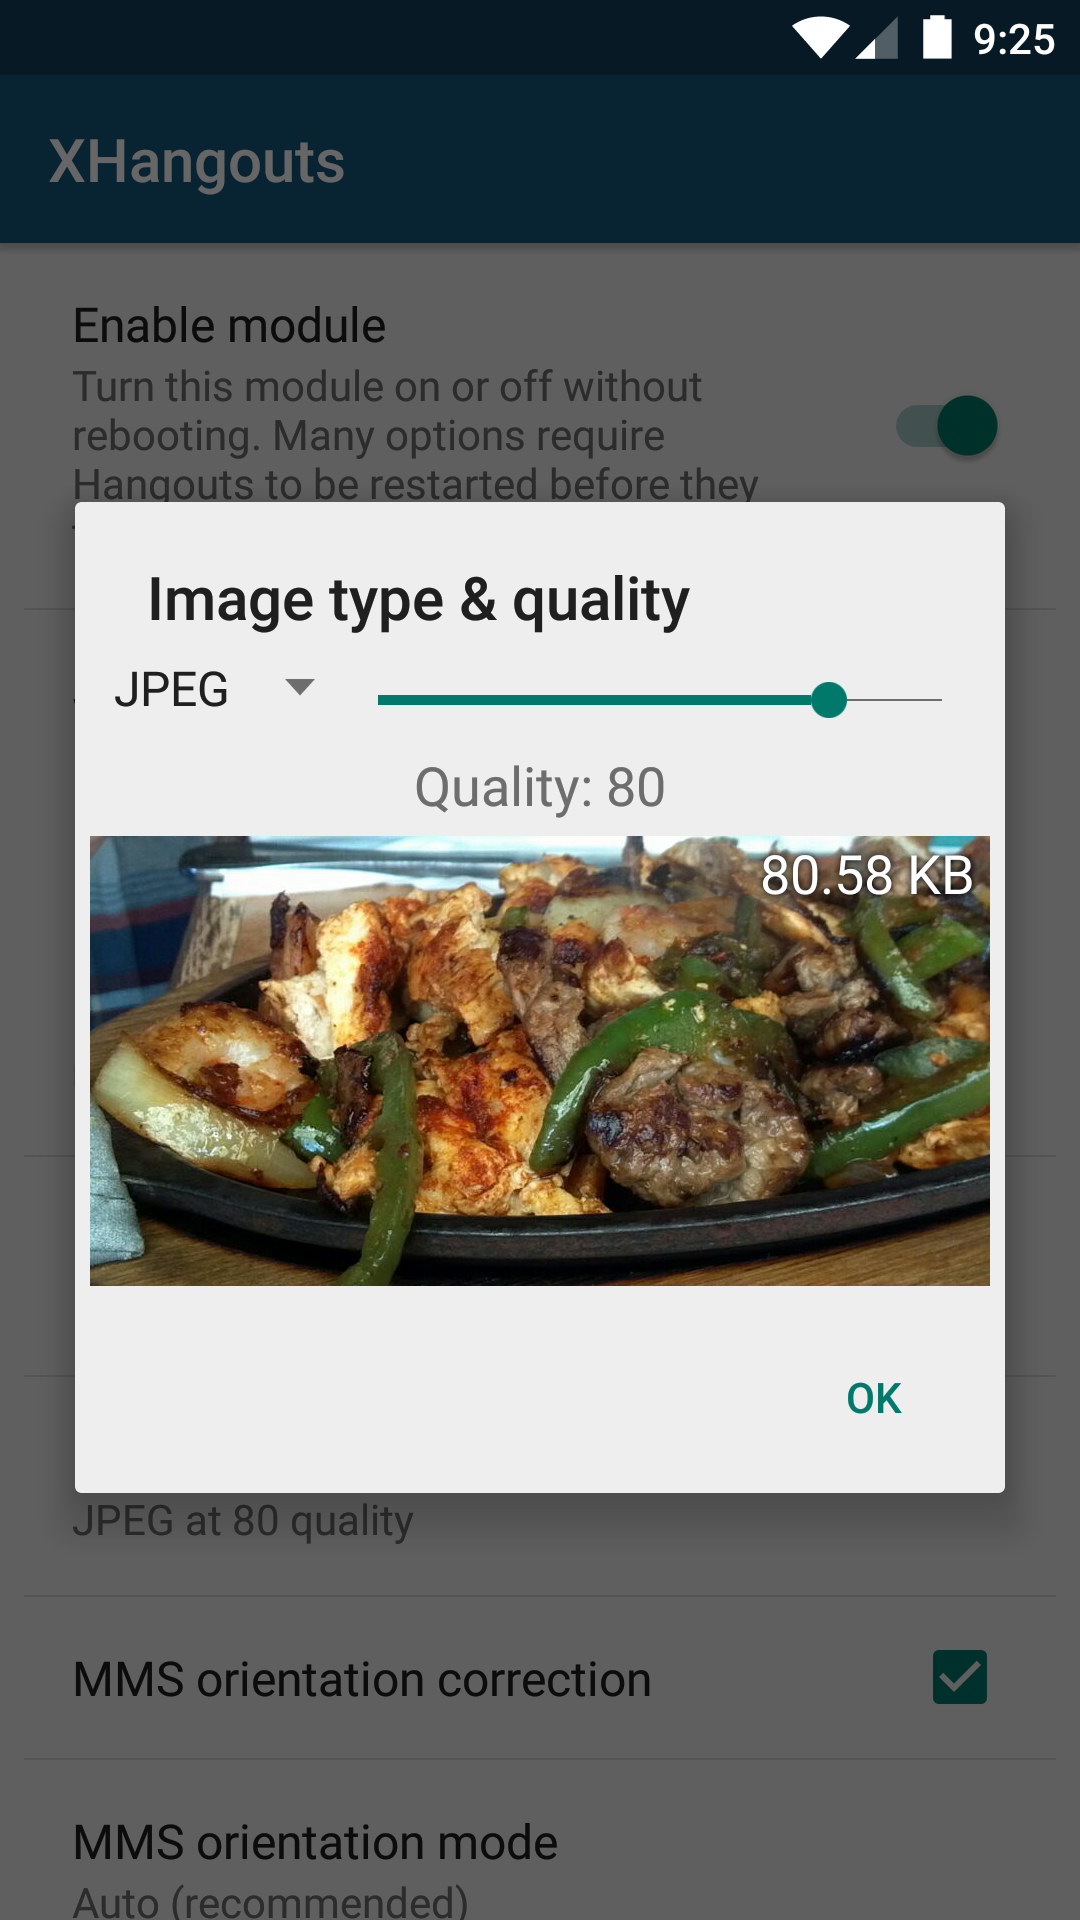 9:25
XHangouts
Enable module
Turn this module on or off without
rebooting. Many options require
Hangouts to be restarted before they
Image type & quality
JPEG
Quality: 80
80.58 KB
OK
JPEG at 80 quality
MMS orientation correction
MMS orientation mode
Auto (recommended)